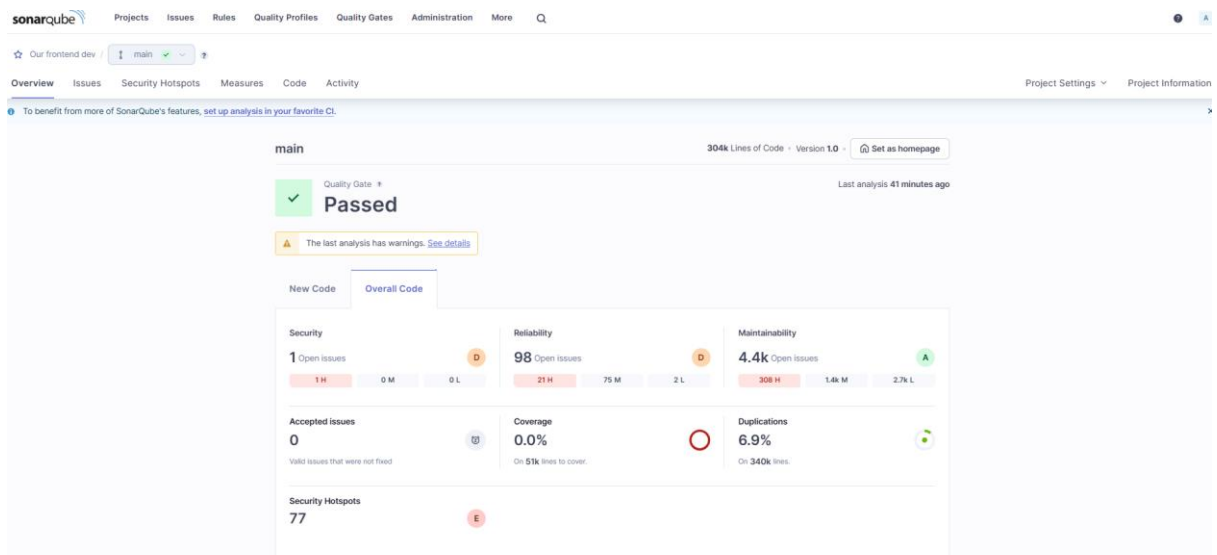 sonarqube Projects Issues Rules Quality Profiles Quality Gates Administration More ? A
Our frontend dev / main ?
Overview Issues Security Hotspots Measures Code Activity Project Settings Project Information
To benefit from more of SonarQube's features, set up analysis in your favorite CI.
main 304k Lines of Code · Version 1.0 · Set as homepage
Quality Gate Last analysis 41 minutes ago
Passed
The last analysis has warnings. See details
New Code Overall Code
Security Reliability Maintainability
1 Open issues D 98 Open issues D 4.4k Open issues A
1 H 0 M 0 L 21 H 75 M 2 L 308 H 1.4k M 2.7k L
Accepted issues Coverage Duplications
0 0.0% 6.9%
Valid issues that were not fixed On 51k lines to cover. On 340k lines.
Security Hotspots
77 E